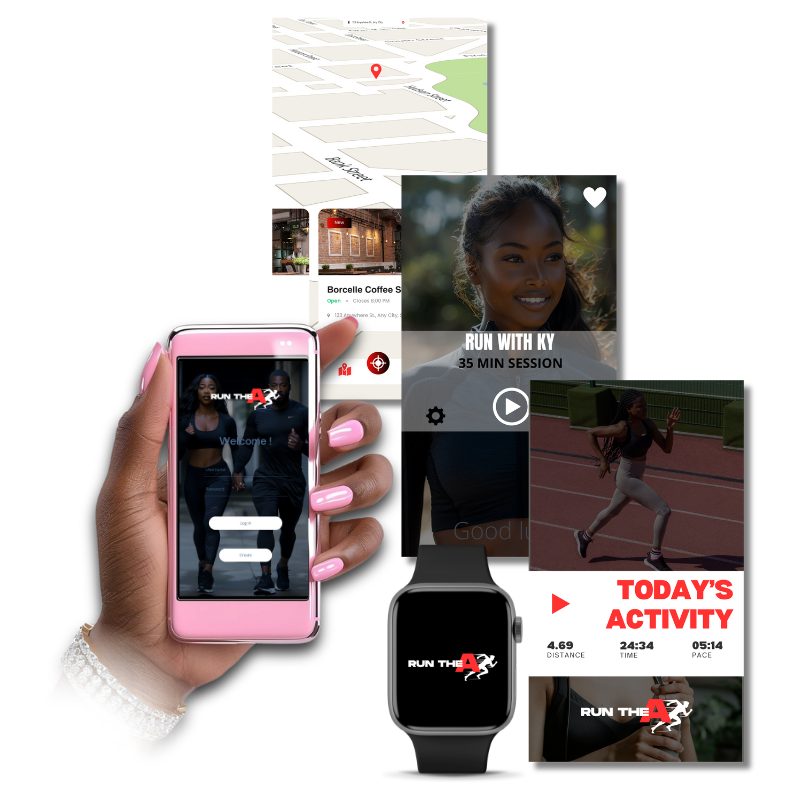 Bank Street
New
Borcelle Coffee S
Open • Closes 8:00 PM
123 Anywhere St., Any City,
RUN WITH KY
35 MIN SESSION
Good lu
RUN THE A
Welcome !
Log in
TODAY'S
ACTIVITY
4.69 24:34 05:14
DISTANCE TIME PACE
RUN THE A
RUN THE A